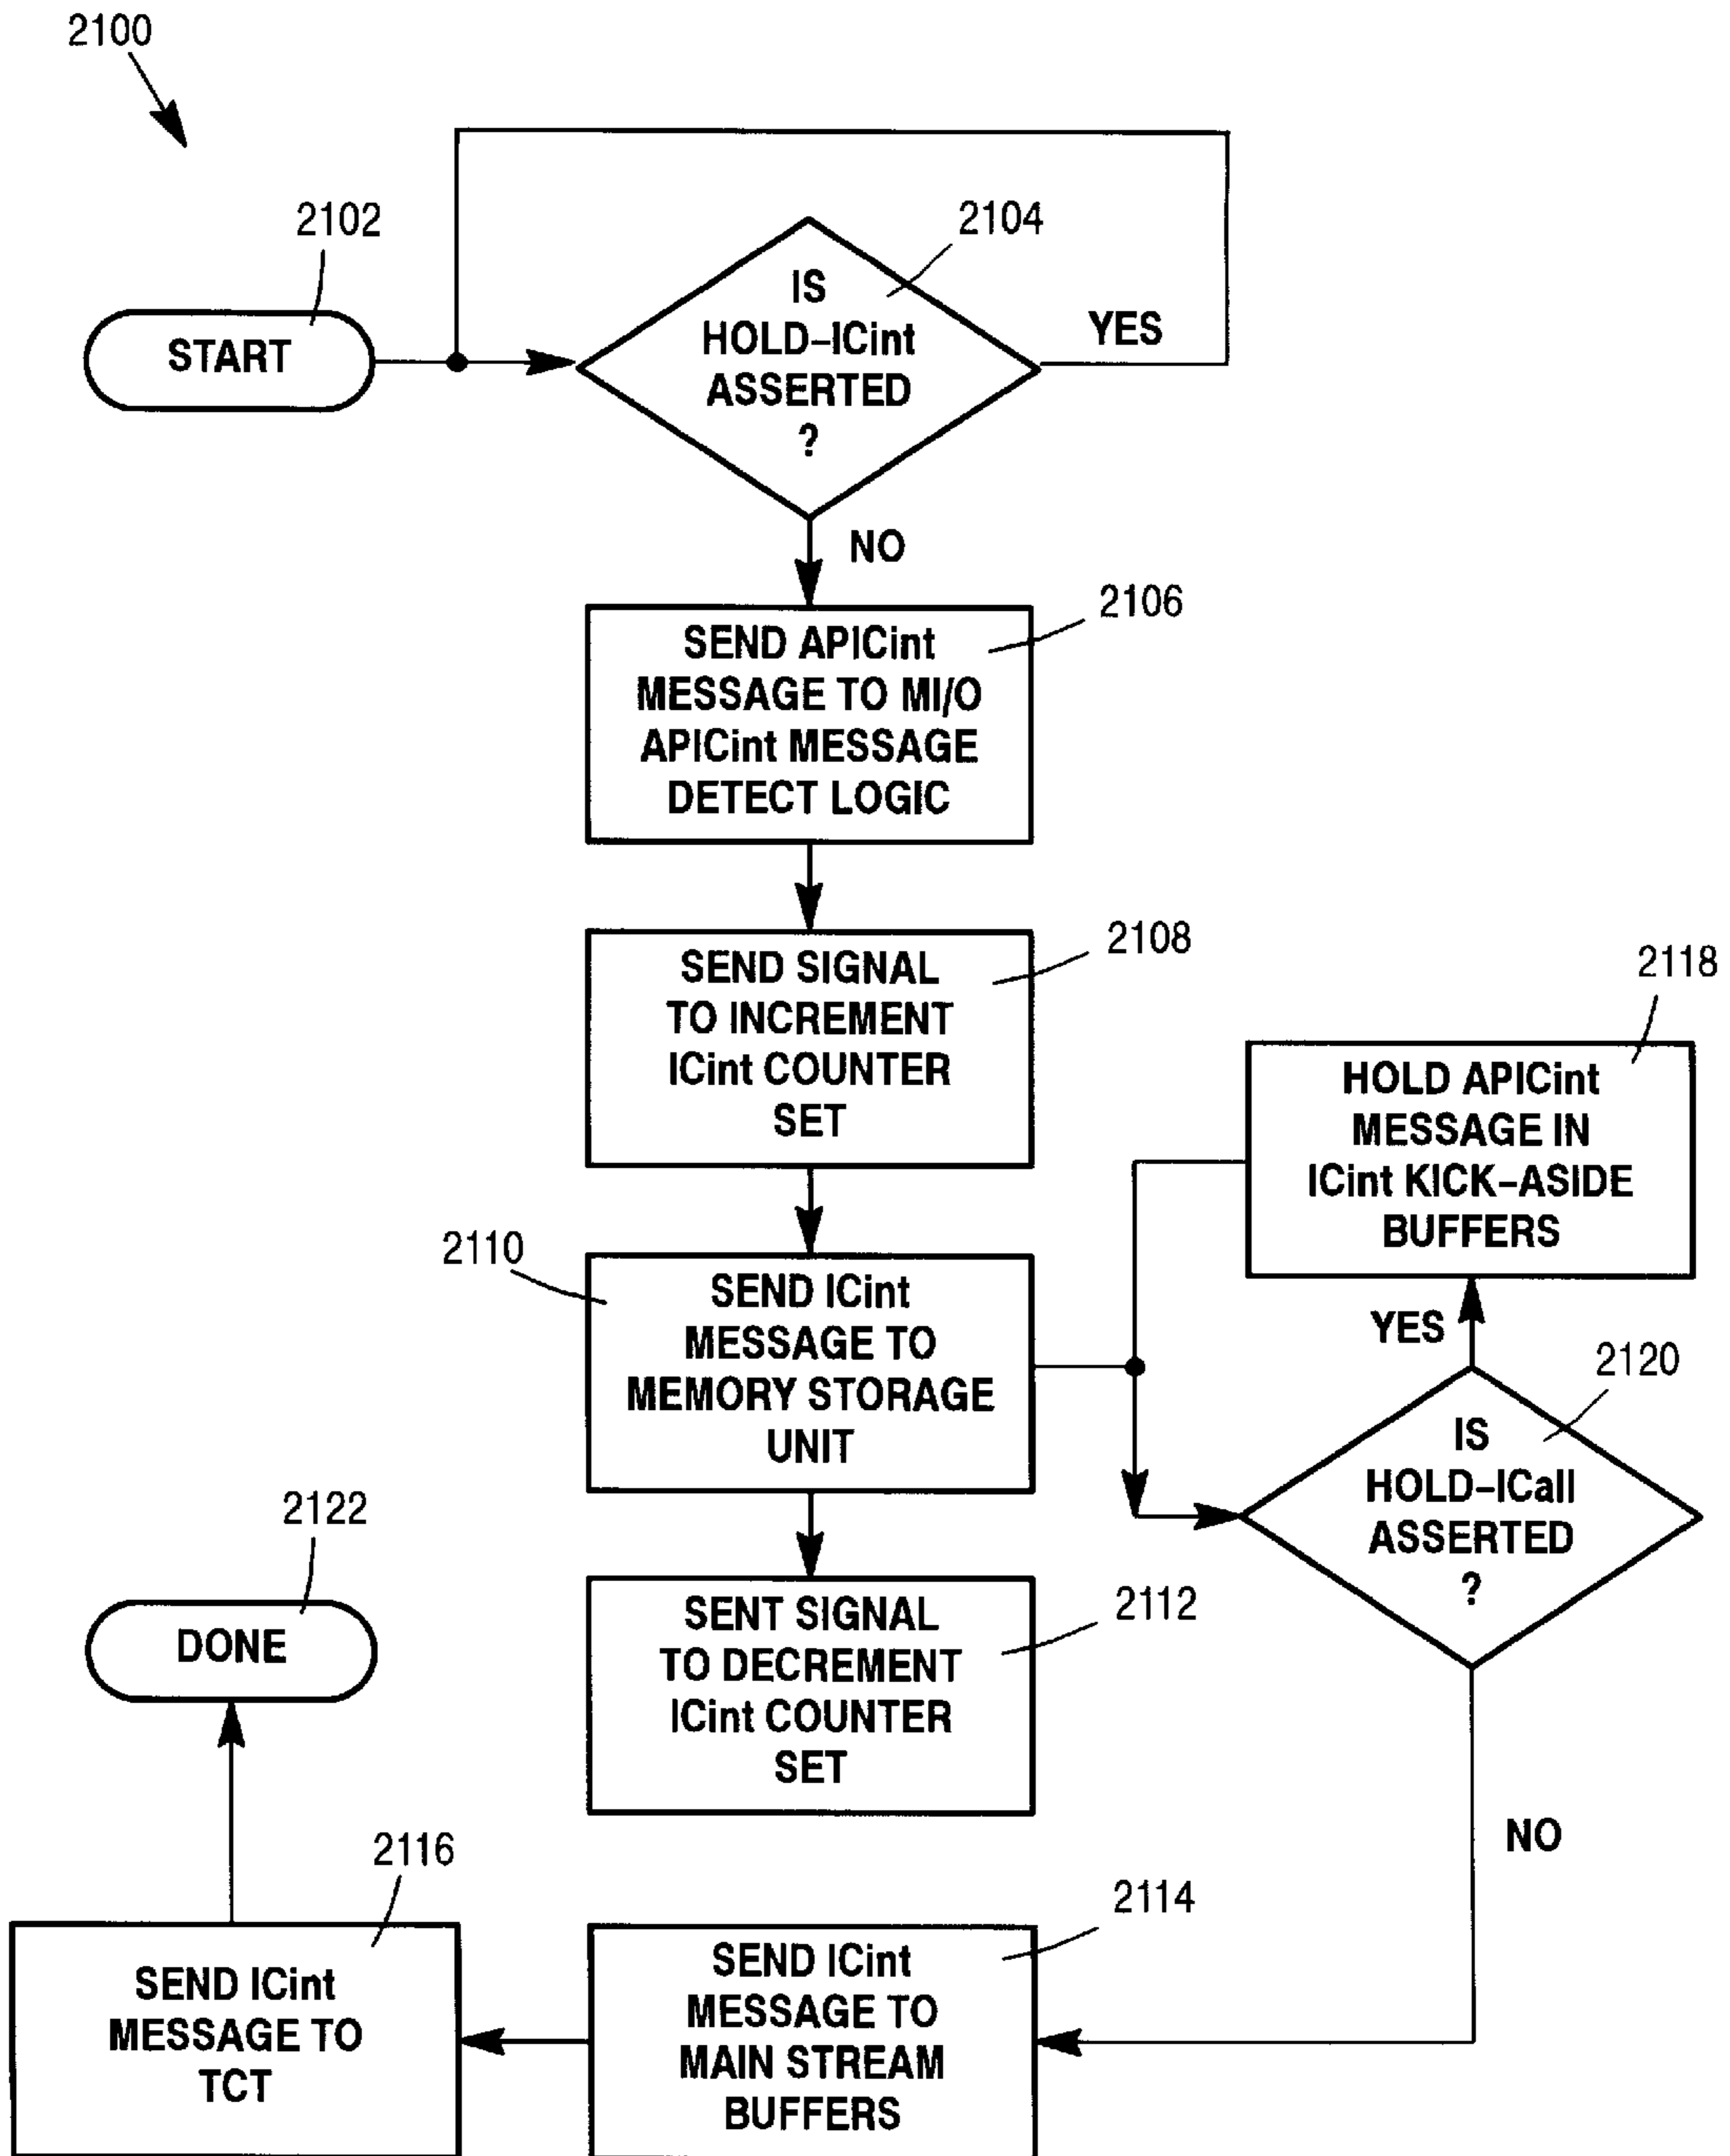 2100
2102
START
2104
IS
HOLD–ICint
ASSERTED
?
YES
NO
2106
SEND APICint
MESSAGE TO MI/O
APICint MESSAGE
DETECT LOGIC
2108
SEND SIGNAL
TO INCREMENT
ICint COUNTER
SET
2118
HOLD APICint
MESSAGE IN
ICint KICK–ASIDE
BUFFERS
2110
SEND ICint
MESSAGE TO
MEMORY STORAGE
UNIT
YES
2120
IS
HOLD–ICall
ASSERTED
?
NO
2112
SENT SIGNAL
TO DECREMENT
ICint COUNTER
SET
2122
DONE
2116
SEND ICint
MESSAGE TO
TCT
2114
SEND ICint
MESSAGE TO
MAIN STREAM
BUFFERS